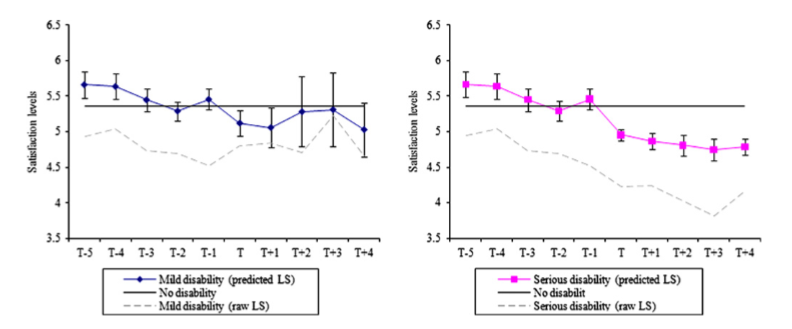 6.5
6
5.5
5
4.5
4
3.5
Satisfaction levels
T-5 T-4 T-3 T-2 T-1 T T+1 T+2 T+3 T+4
Mild disability (predicted LS)
No disability
Mild disability (raw LS)
6.5
6
5.5
5
4.5
4
3.5
Satisfaction levels
T-5 T-4 T-3 T-2 T-1 T T+1 T+2 T+3 T+4
Serious disability (predicted LS)
No disabilit
Serious disability (raw LS)